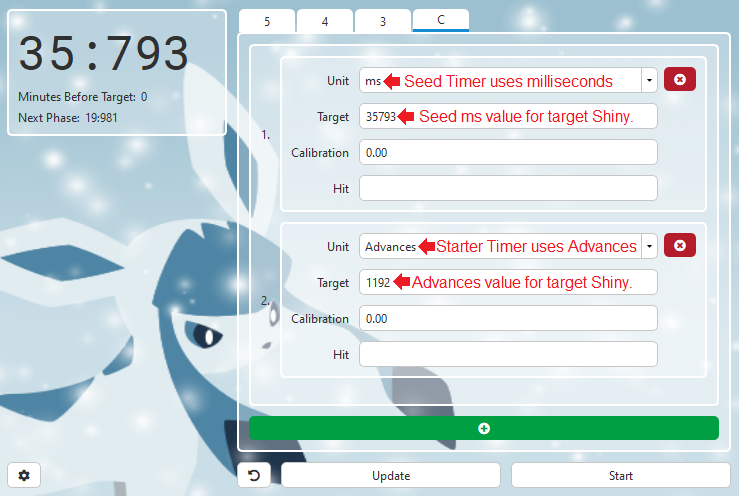 35:793
Minutes Before Target: 0
Next Phase: 19:981
5 4 3 C
1.
Unit ms Seed Timer uses milliseconds
Target 35793 Seed ms value for target Shiny.
Calibration 0.00
Hit
2.
Unit Advances Starter Timer uses Advances
Target 1192 Advances value for target Shiny.
Calibration 0.00
Hit
Update Start